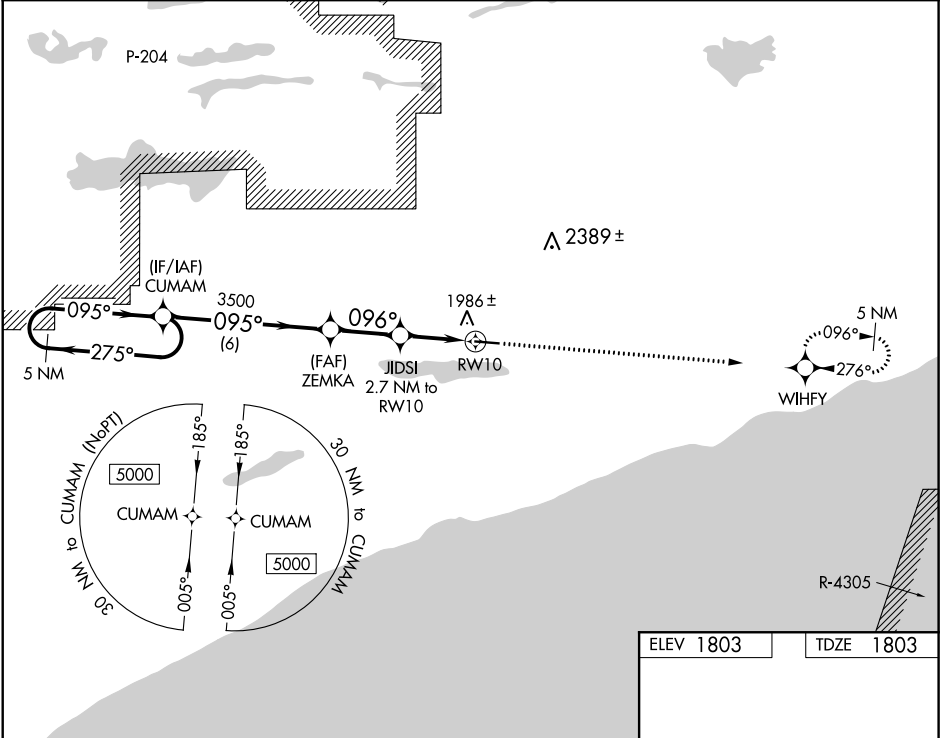 P-204
2389 ±
(IF/IAF)
CUMAM
3500
095°
095°
(6)
096°
1986 ±
275°
5 NM
(FAF)
ZEMKA
JIDSI
2.7 NM to
RW10
RW10
5 NM
096°
276°
WIHFY
30 NM to CUMAM (NoPT)
185°
5000
CUMAM
005°
185°
30 NM to CUMAM
CUMAM
5000
005°
R-4305
ELEV 1803
TDZE 1803